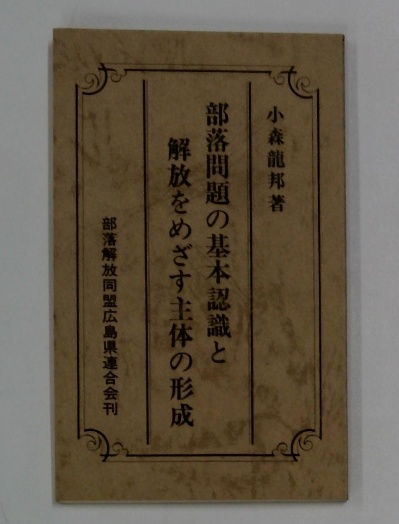 小森龍邦著
部落問題の基本認識と
解放をめざす主体の形成
部落解放同盟広島県連合会刊